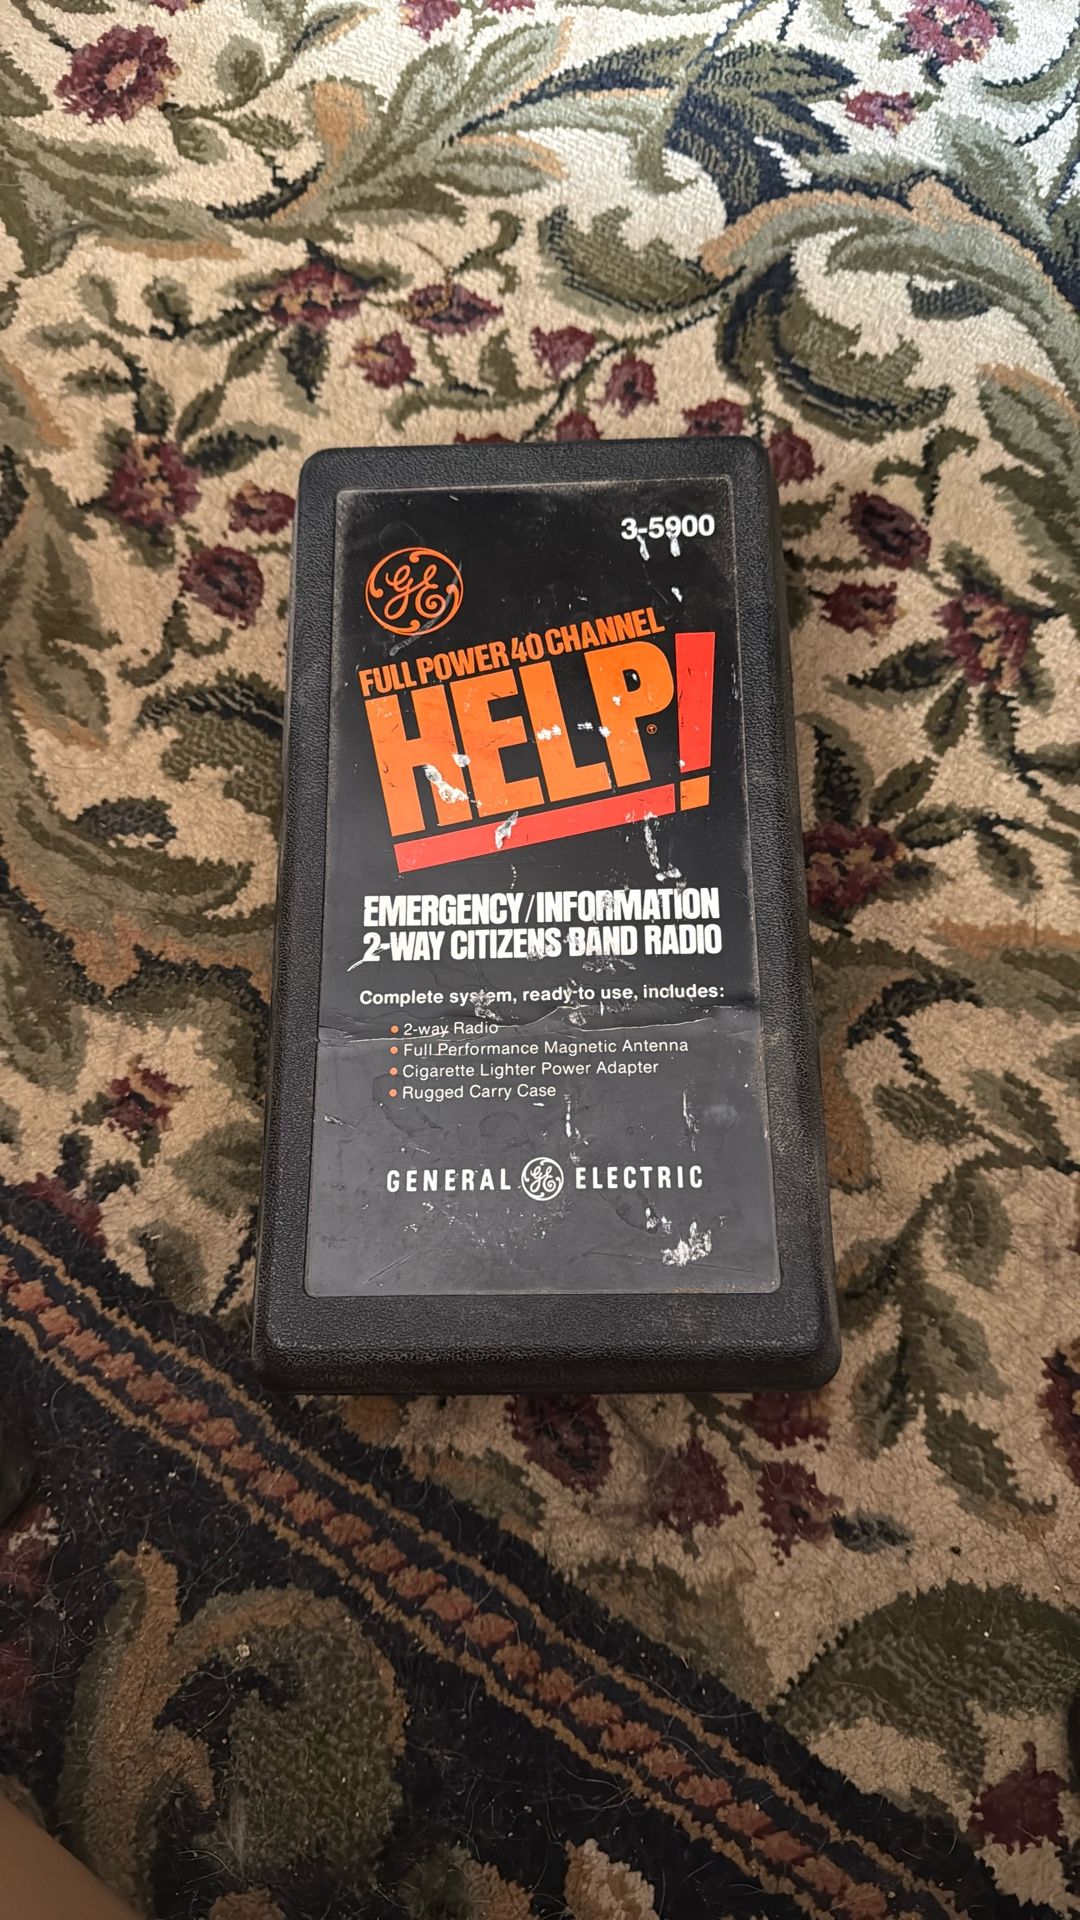 3-5900
GE
FULL POWER 40 CHANNEL
HELP!
EMERGENCY/INFORMATION
2-WAY CITIZENS BAND RADIO
Complete system, ready to use, includes:
• 2-way Radio
• Full Performance Magnetic Antenna
• Cigarette Lighter Power Adapter
• Rugged Carry Case
GENERAL GE ELECTRIC